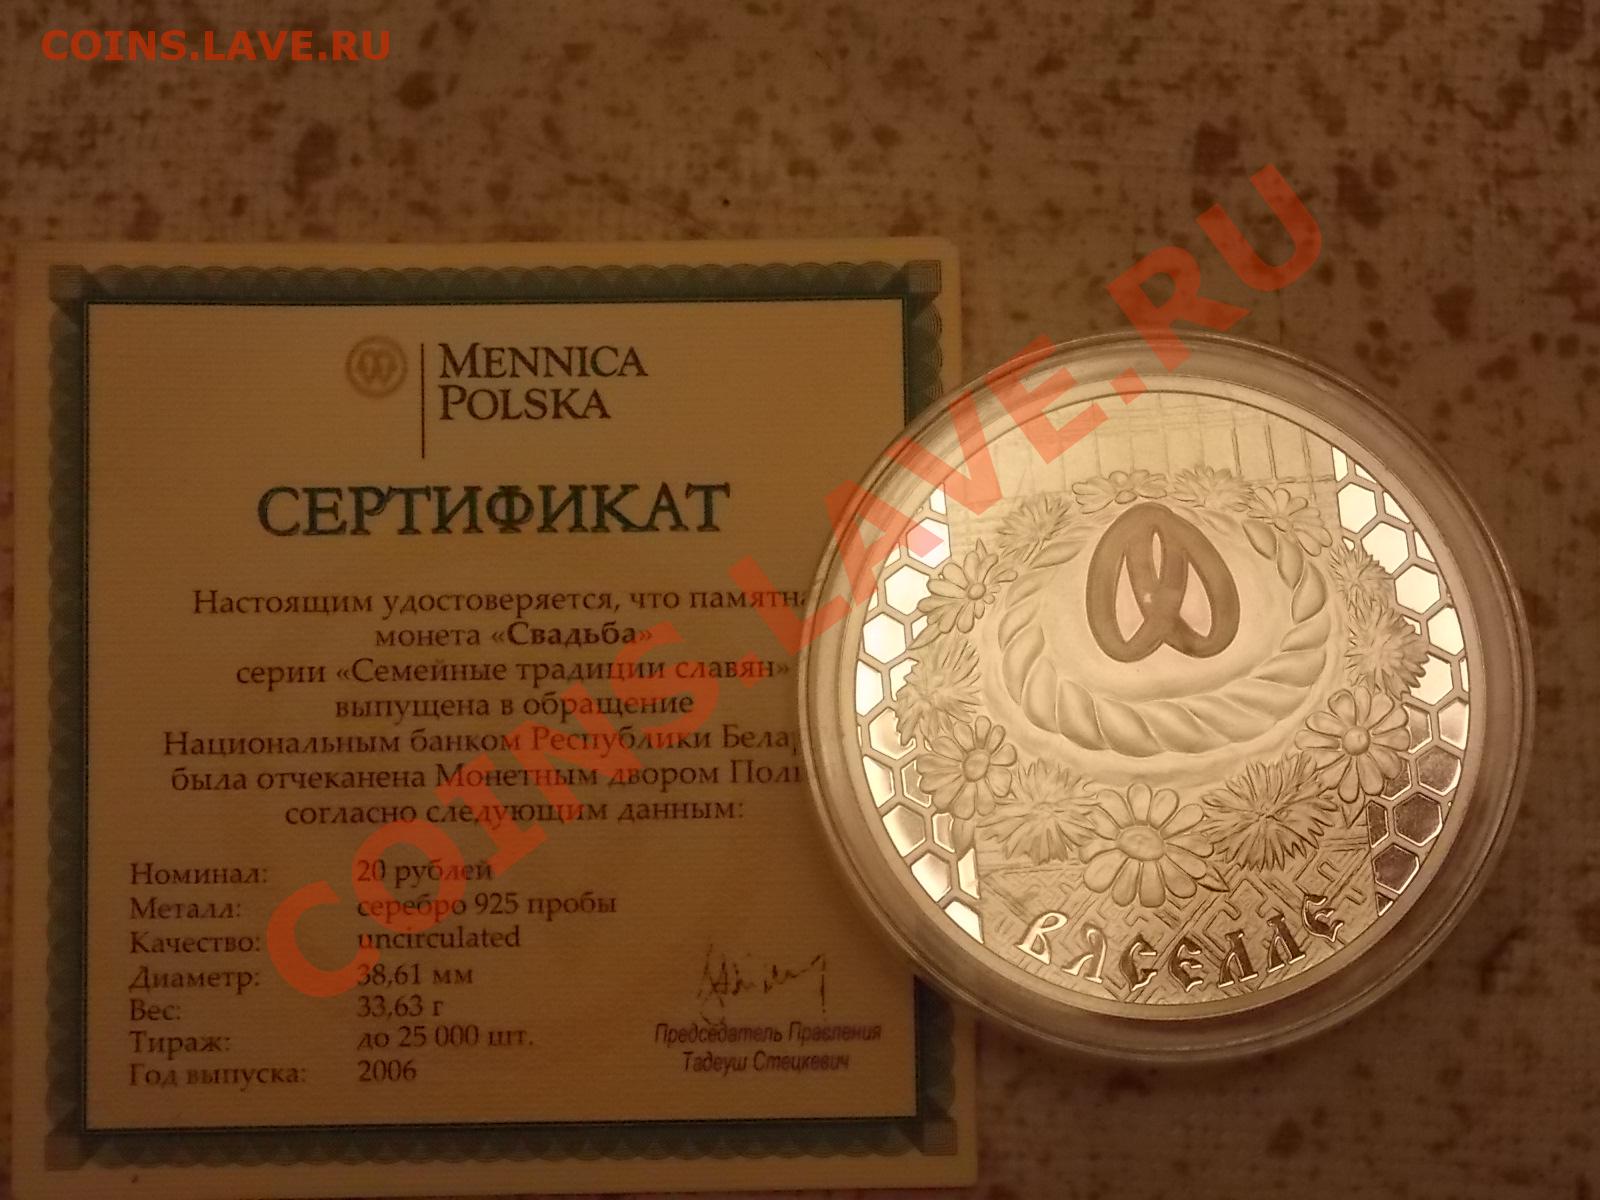 COINS.LAVE.RU
MENNICA
POLSKA
СЕРТИФИКАТ
Настоящим удостоверяется, что памятна
монета «Свадьба»
серии «Семейные традиции славян»
выпущена в обращение
Национальным банком Республики Бела
была отчеканена Монетным двором Пол
согласно следующим данным:
Номинал: 20 рублей
Металл: серебро 925 пробы
Качество: uncirculated
Диаметр: 38,61 мм
Вес: 33,63 г
Тираж: до 25 000 шт.
Год выпуска: 2006
Председатель Правления
Тадеуш Стецкевич
ВЯСЕЛЛЕ
COINS.LAVE.RU